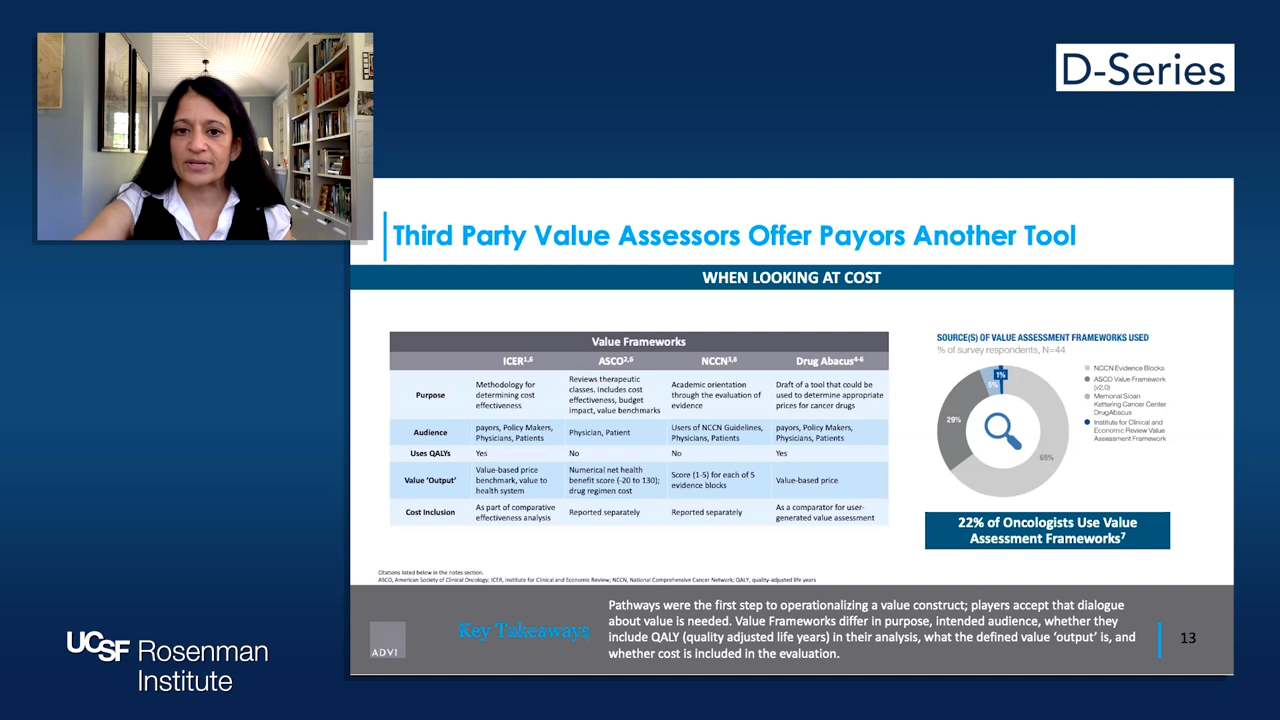 D-Series
Third Party Value Assessors Offer Payors Another Tool
WHEN LOOKING AT COST
Value Frameworks
ICER1,6 ASCO2,6 NCCN3,6 Drug Abacus4-6
Purpose
Methodology for
determining cost
effectiveness
Reviews therapeutic
classes. Includes cost
effectiveness, budget
impact, value benchmarks
Academic orientation
through the evaluation of
evidence
Draft of a tool that could be
used to determine appropriate
prices for cancer drugs
Audience
payors, Policy Makers,
Physicians, Patients
Physician, Patient
Users of NCCN Guidelines,
Physicians, Patients
payors, Policy Makers,
Physicians, Patients
Uses QALYs Yes No No Yes
Value 'Output'
Value-based price
benchmark, value to
health system
Numerical net health
benefit score (-20 to 130);
drug regimen cost
Score (1-5) for each of 5
evidence blocks
Value-based price
Cost Inclusion
As part of comparative
effectiveness analysis
Reported separately
Reported separately
As a comparator for user-
generated value assessment
SOURCE(S) OF VALUE ASSESSMENT FRAMEWORKS USED
% of survey respondents, N=44
1%
5%
29%
65%
NCCN Evidence Blocks
ASCO Value Framework
(v2.0)
Memorial Sloan
Kettering Cancer Center
DrugAbacus
Institute for Clinical and
Economic Review Value
Assessment Framework
22% of Oncologists Use Value
Assessment Frameworks7
Citations listed below in the notes section.
ASCO, American Society of Clinical Oncology; ICER, Institute for Clinical and Economic Review; NCCN, National Comprehensive Cancer Network; QALY, quality-adjusted life years
ADVI
Key Takeaways
Pathways were the first step to operationalizing a value construct; players accept that dialogue
about value is needed. Value Frameworks differ in purpose, intended audience, whether they
include QALY (quality adjusted life years) in their analysis, what the defined value 'output' is, and
whether cost is included in the evaluation.
13
UCSF Rosenman
Institute